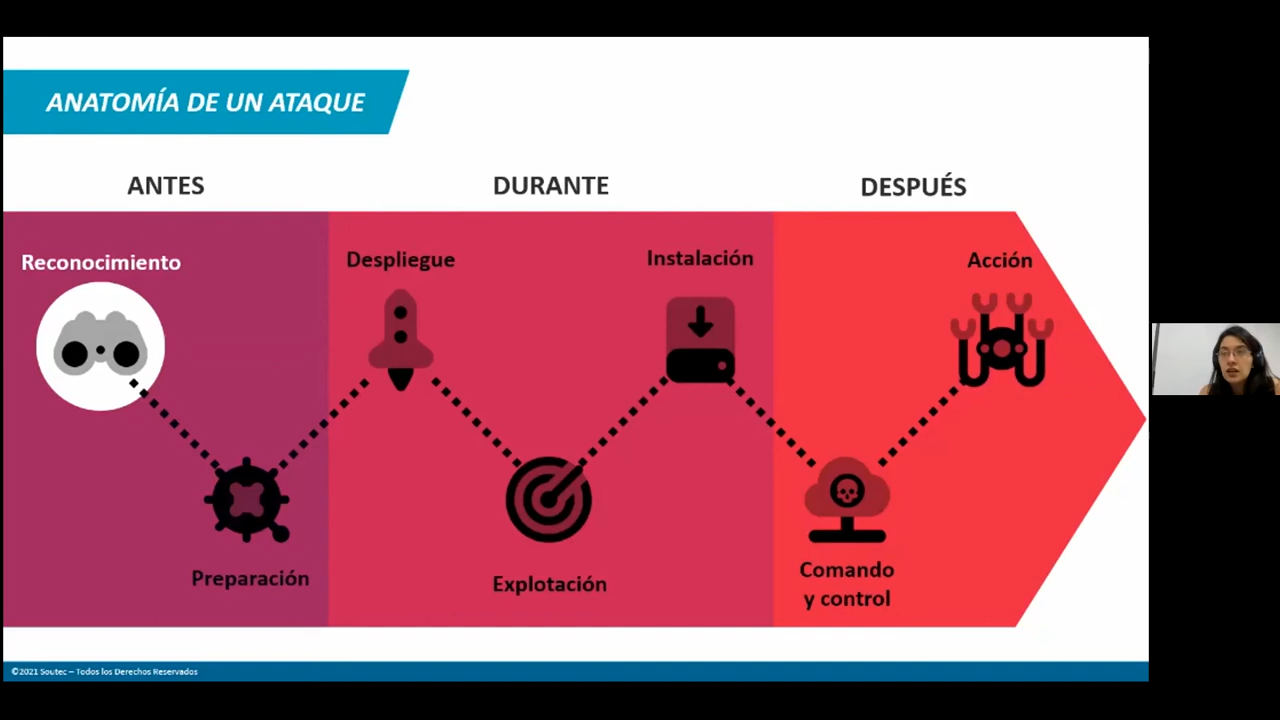 ANATOMÍA DE UN ATAQUE
ANTES
DURANTE
DESPUÉS
Reconocimiento
Despliegue
Instalación
Acción
Preparación
Explotación
Comando
y control
©2021 Soutec – Todos los Derechos Reservados